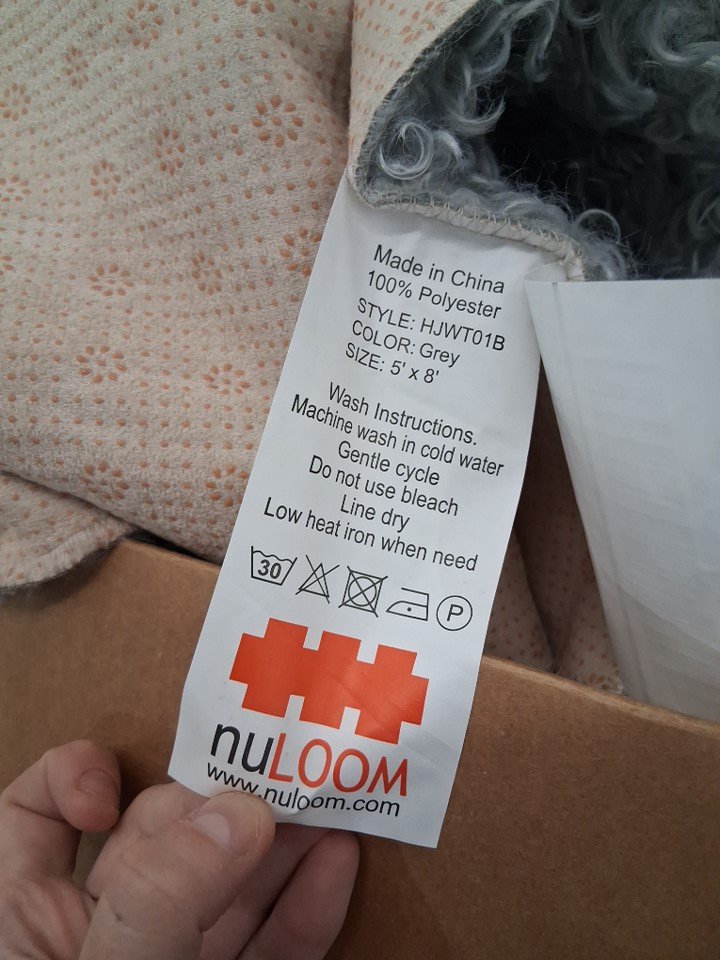 Made in China
100% Polyester
STYLE: HJWT01B
COLOR: Grey
SIZE: 5' x 8'
Wash Instructions.
Machine wash in cold water
Gentle cycle
Do not use bleach
Line dry
Low heat iron when need
30
P
nuLOOM
www.nuloom.com